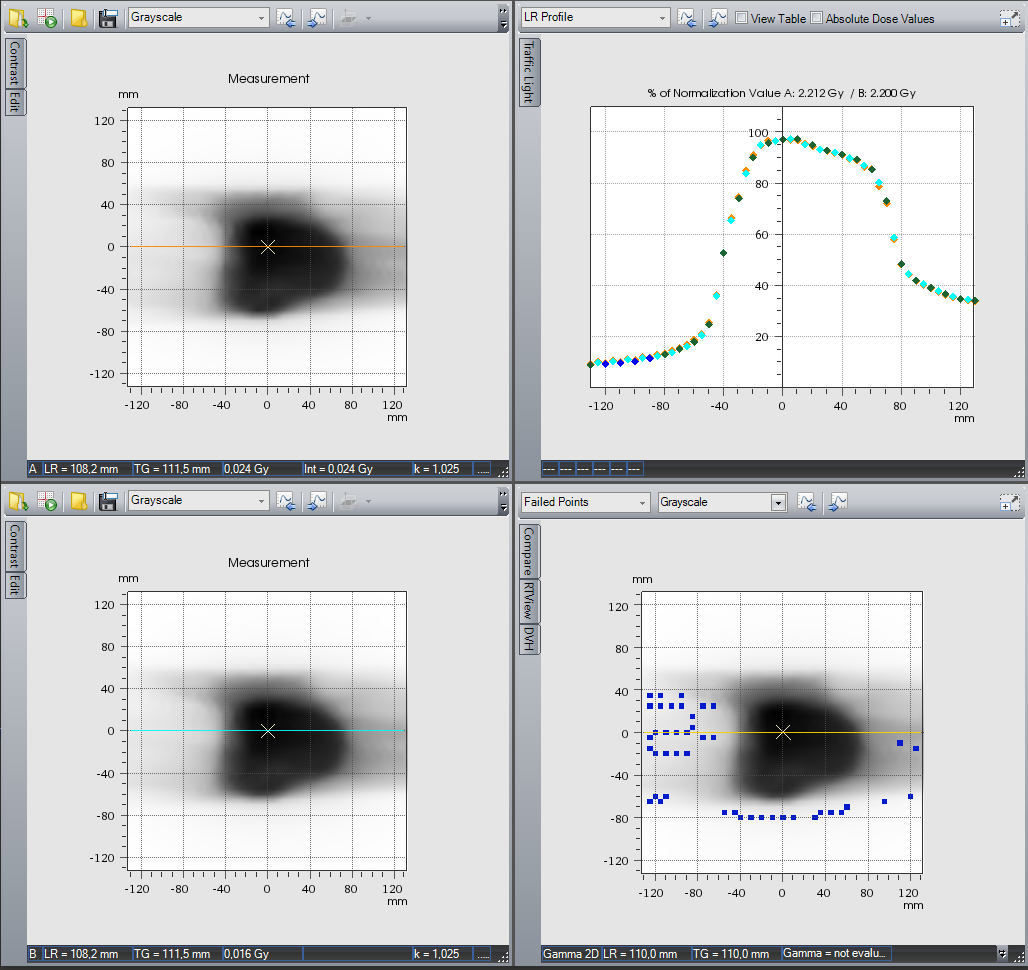 Grayscale
Contrast
Edit
Measurement
mm
120
80
40
0
-40
-80
-120
-120 -80 -40 0 40 80 120
mm
A LR = 108,2 mm TG = 111,5 mm 0,024 Gy Int = 0,024 Gy k = 1,025 .....
LR Profile View Table Absolute Dose Values
Traffic Light
% of Normalization Value A: 2.212 Gy / B: 2.200 Gy
100
80
60
40
20
-120 -80 -40 0 40 80 120
mm
--- --- --- --- --- ---
Grayscale
Contrast
Edit
Measurement
mm
120
80
40
0
-40
-80
-120
-120 -80 -40 0 40 80 120
mm
B LR = 108,2 mm TG = 111,5 mm 0,016 Gy k = 1,025 .....
Failed Points Grayscale
Compare
RTView
DVH
mm
120
80
40
0
-40
-80
-120
-120 -80 -40 0 40 80 120
mm
Gamma 2D LR = 110,0 mm TG = 110,0 mm Gamma = not evalu...